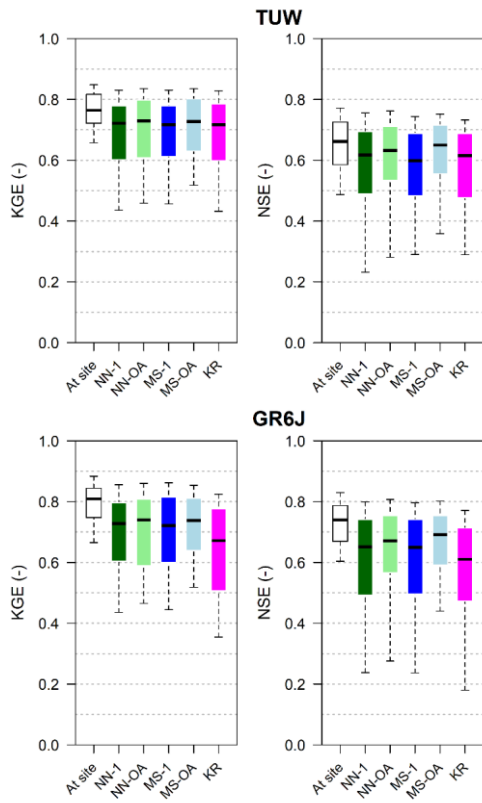 TUW
KGE (-)
1.0
0.8
0.6
0.4
0.2
0.0
At site
NN-1
NN-OA
MS-1
MS-OA
KR
NSE (-)
1.0
0.8
0.6
0.4
0.2
0.0
At site
NN-1
NN-OA
MS-1
MS-OA
KR
GR6J
KGE (-)
1.0
0.8
0.6
0.4
0.2
0.0
At site
NN-1
NN-OA
MS-1
MS-OA
KR
NSE (-)
1.0
0.8
0.6
0.4
0.2
0.0
At site
NN-1
NN-OA
MS-1
MS-OA
KR